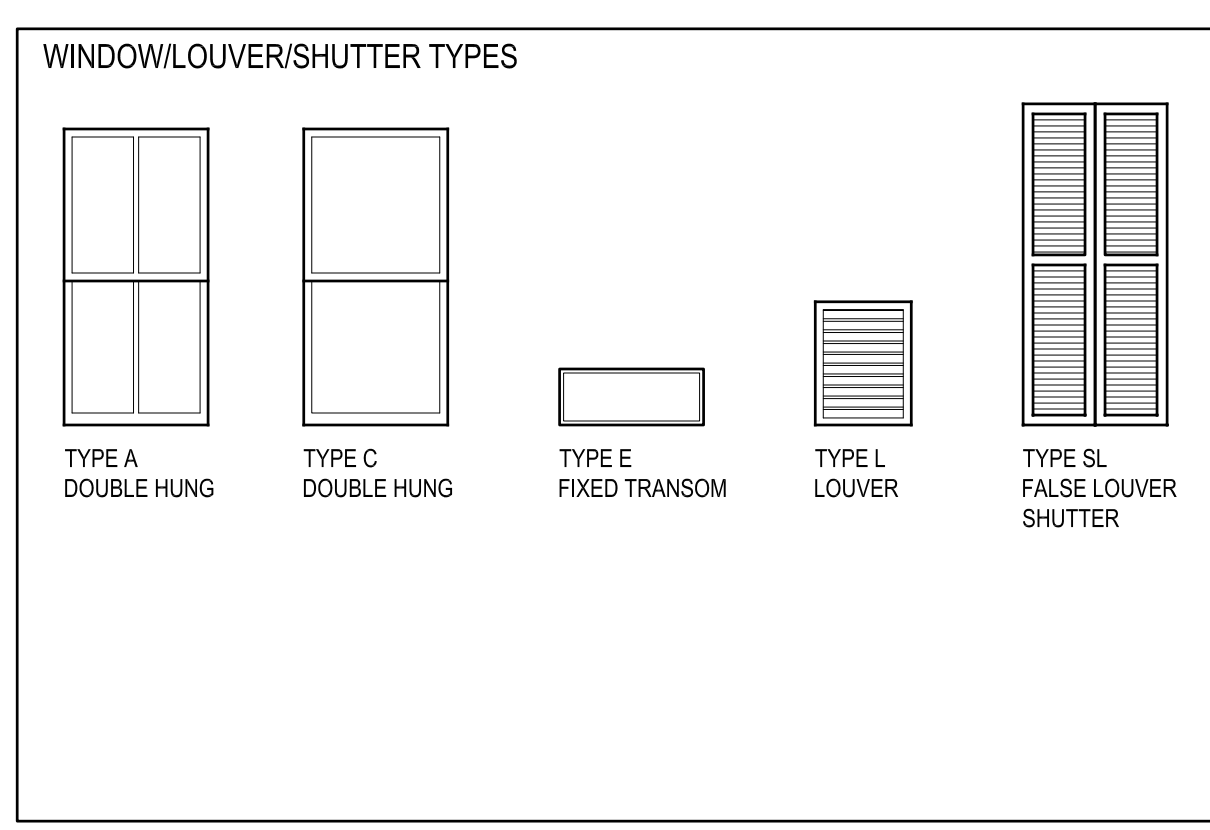 WINDOW/LOUVER/SHUTTER TYPES
TYPE A
DOUBLE HUNG
TYPE C
DOUBLE HUNG
TYPE E
FIXED TRANSOM
TYPE L
LOUVER
TYPE SL
FALSE LOUVER
SHUTTER